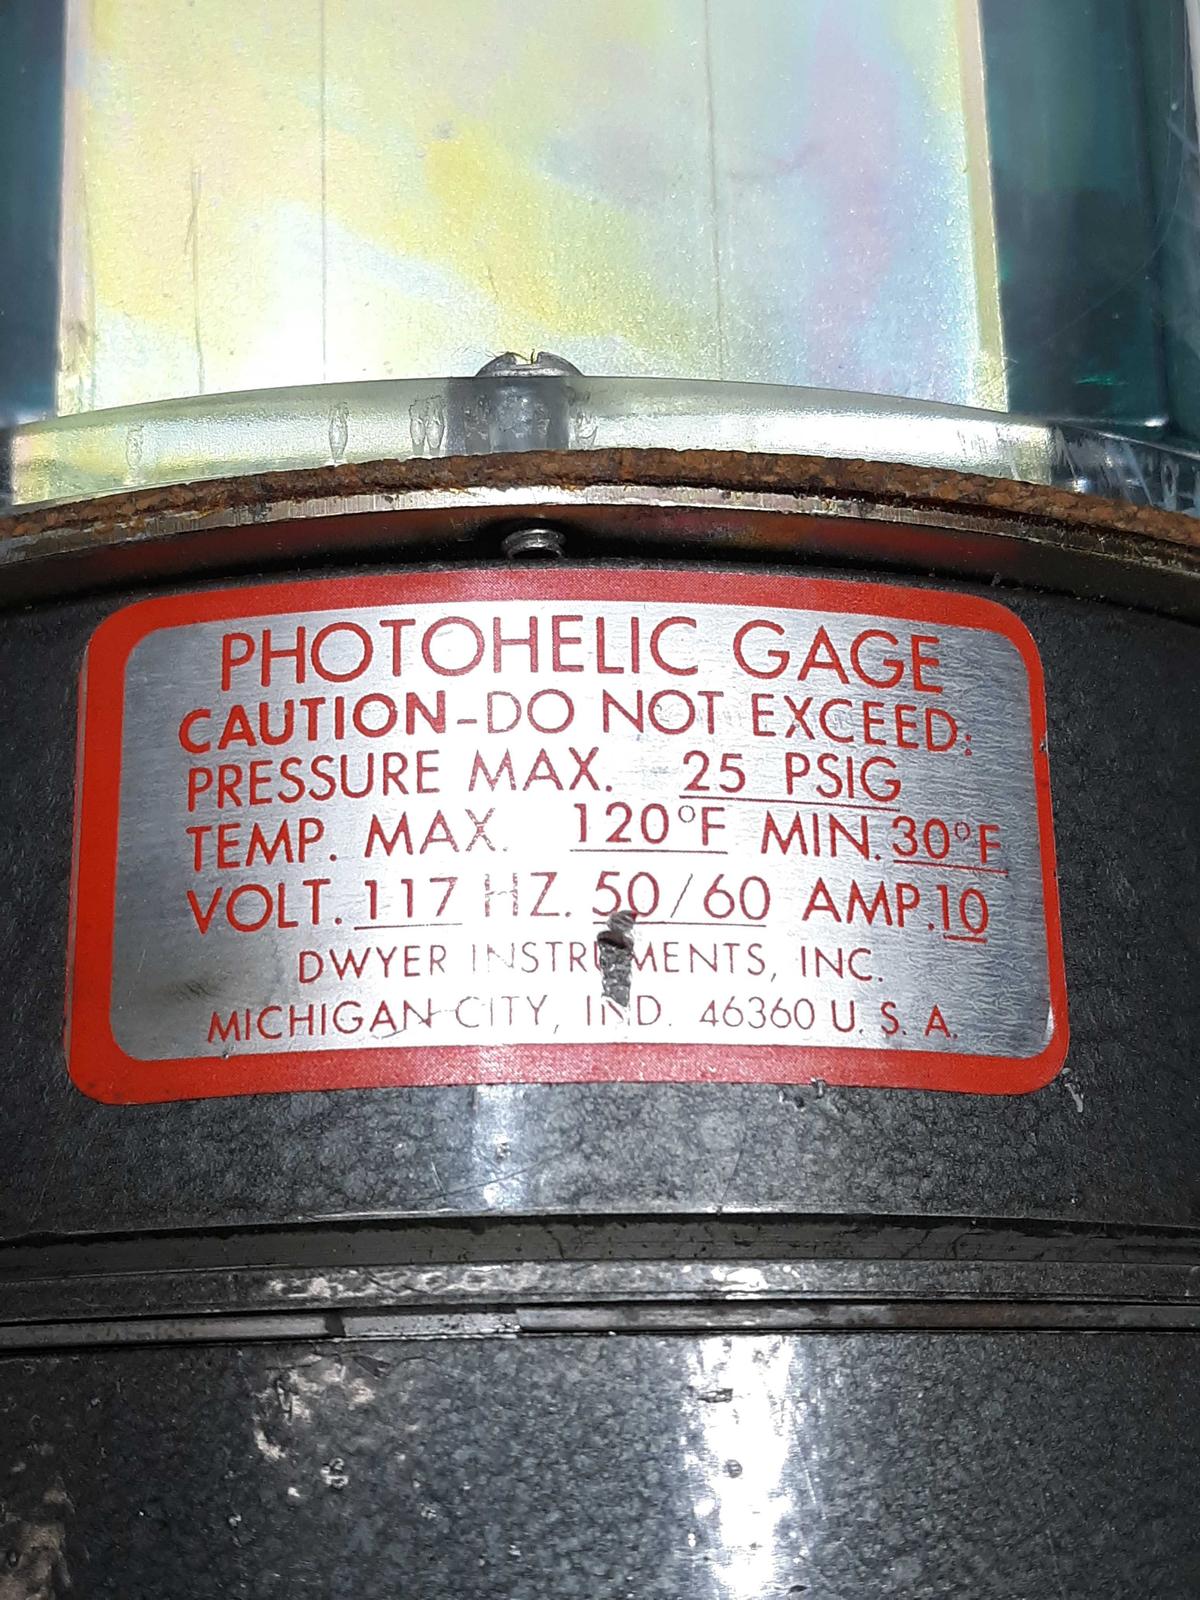 PHOTOHELIC GAGE
CAUTION-DO NOT EXCEED:
PRESSURE MAX. 25 PSIG
TEMP. MAX. 120°F MIN. 30°F
VOLT. 117 HZ. 50/60 AMP. 10
DWYER INSTRUMENTS, INC.
MICHIGAN CITY, IND. 46360 U. S. A.